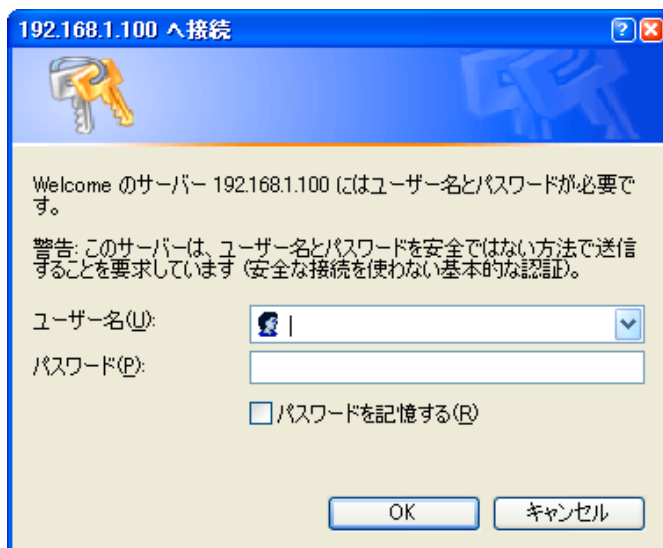 192.168.1.100 へ接続
Welcome のサーバー 192.168.1.100 にはユーザー名とパスワードが必要で
す。
警告: このサーバーは、ユーザー名とパスワードを安全ではない方法で送信
することを要求しています (安全な接続を使わない基本的な認証)。
ユーザー名(U):
パスワード(P):
パスワードを記憶する(R)
OK
キャンセル